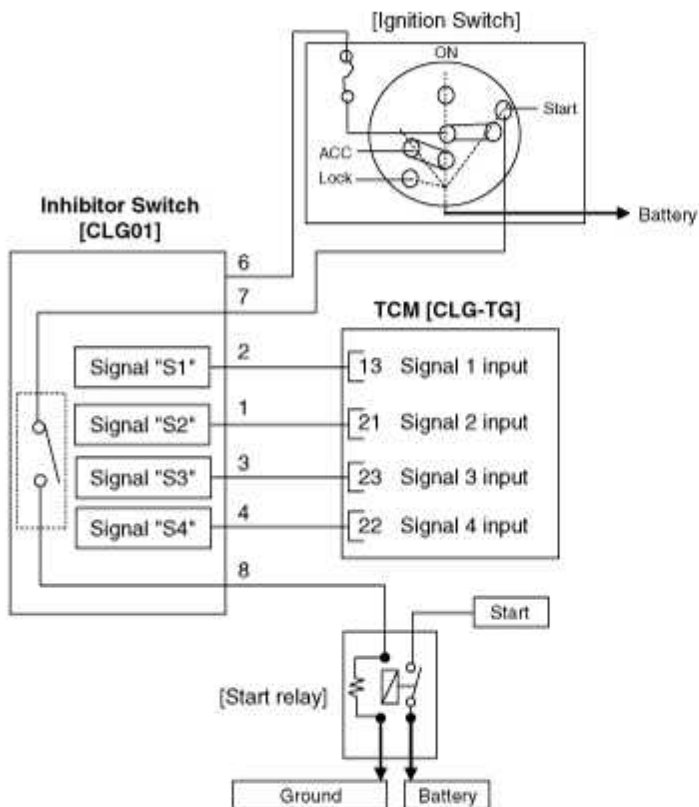 [Ignition Switch]
ON
Start
ACC
Lock
Battery
Inhibitor Switch
[CLG01]
6
7
TCM [CLG-TG]
Signal "S1" 2 13 Signal 1 input
Signal "S2" 1 21 Signal 2 input
Signal "S3" 3 23 Signal 3 input
Signal "S4" 4 22 Signal 4 input
8
Start
[Start relay]
Ground Battery